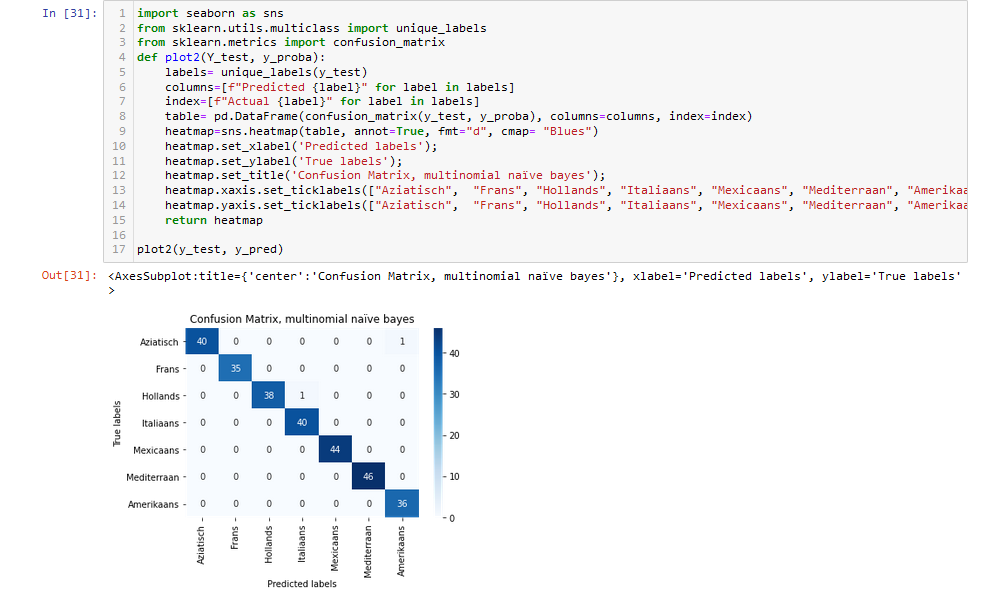 In [31]:
1 import seaborn as sns
2 from sklearn.utils.multiclass import unique_labels
3 from sklearn.metrics import confusion_matrix
4 def plot2(Y_test, y_proba):
5     labels= unique_labels(y_test)
6     columns=[f"Predicted {label}" for label in labels]
7     index=[f"Actual {label}" for label in labels]
8     table= pd.DataFrame(confusion_matrix(y_test, y_proba), columns=columns, index=index)
9     heatmap=sns.heatmap(table, annot=True, fmt="d", cmap= "Blues")
10     heatmap.set_xlabel('Predicted labels');
11     heatmap.set_ylabel('True labels');
12     heatmap.set_title('Confusion Matrix, multinomial naïve bayes');
13     heatmap.xaxis.set_ticklabels(["Aziatisch",  "Frans", "Hollands", "Italiaans", "Mexicaans", "Mediterraan", "Amerikaa
14     heatmap.yaxis.set_ticklabels(["Aziatisch",  "Frans", "Hollands", "Italiaans", "Mexicaans", "Mediterraan", "Amerikaa
15     return heatmap
16
17 plot2(y_test, y_pred)
Out[31]: <AxesSubplot:title={'center':'Confusion Matrix, multinomial naïve bayes'}, xlabel='Predicted labels', ylabel='True labels'
>
Confusion Matrix, multinomial naïve bayes
Aziatisch 40 0 0 0 0 0 1
Frans 0 35 0 0 0 0 0
Hollands 0 0 38 1 0 0 0
Italiaans 0 0 0 40 0 0 0
Mexicaans 0 0 0 0 44 0 0
Mediterraan 0 0 0 0 0 46 0
Amerikaans 0 0 0 0 0 0 36
True labels
Aziatisch Frans Hollands Italiaans Mexicaans Mediterraan Amerikaans
Predicted labels
40
30
20
10
0